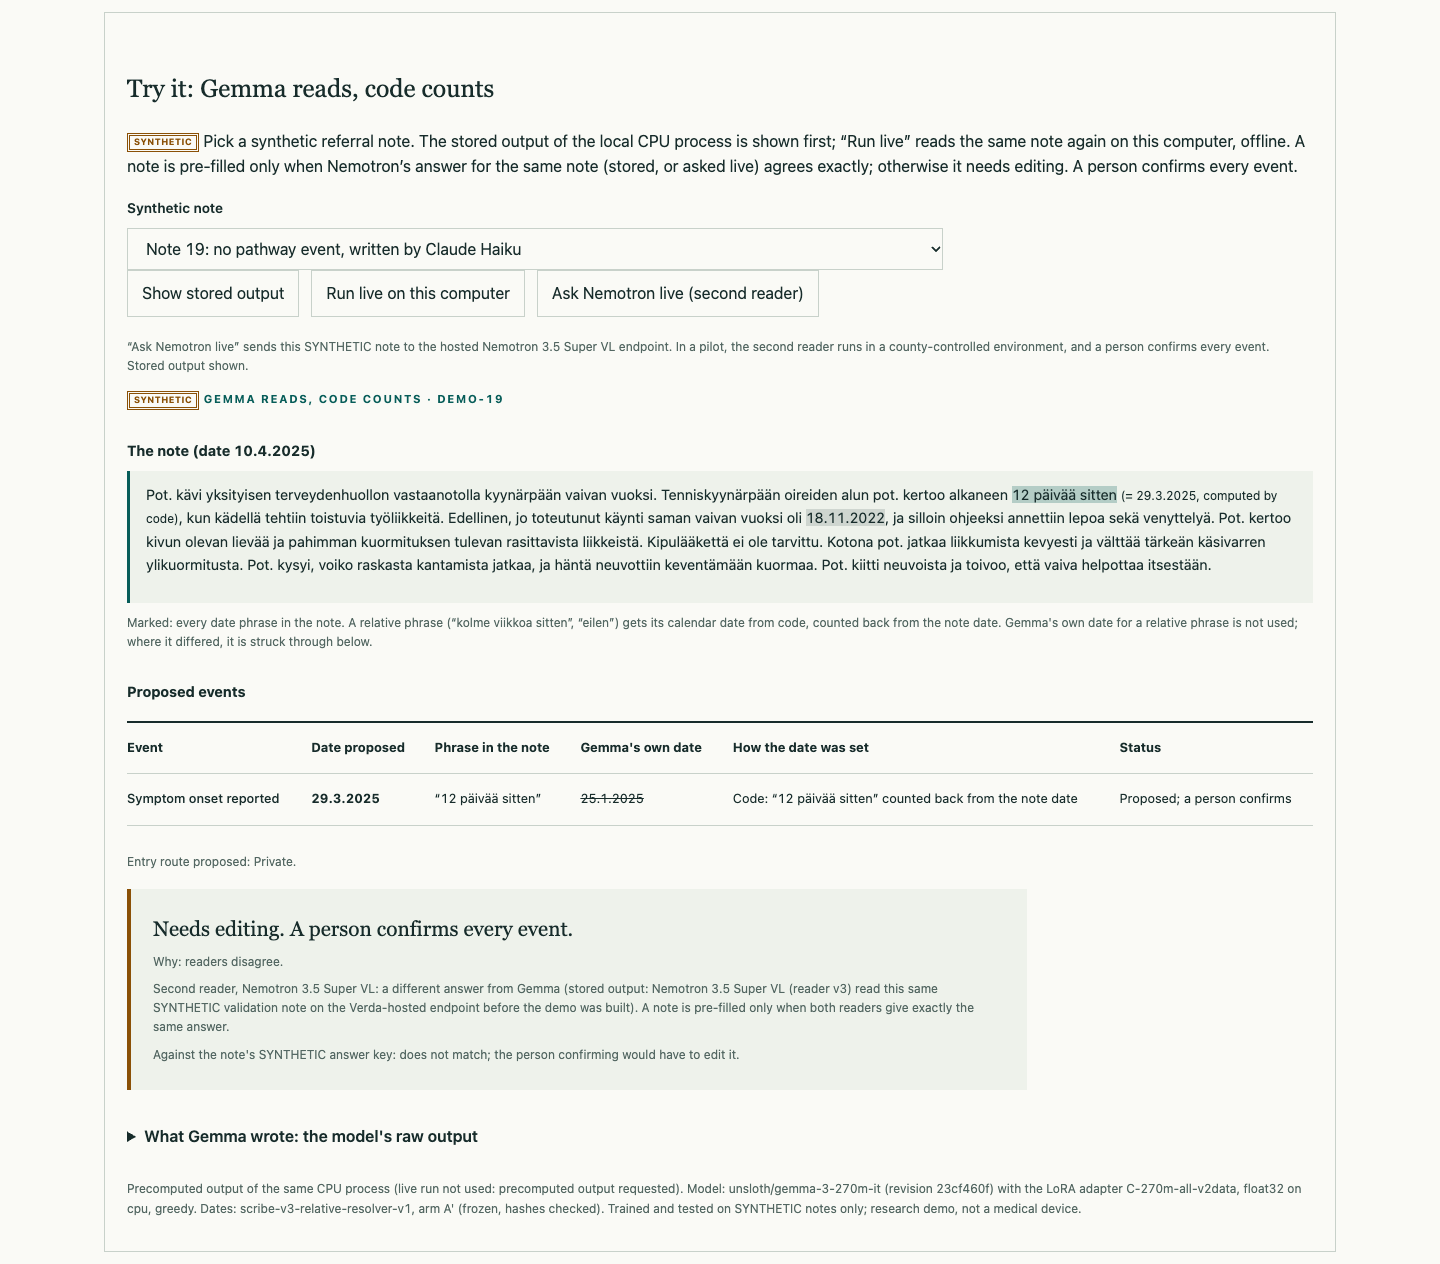 Try it: Gemma reads, code counts
SYNTHETIC Pick a synthetic referral note. The stored output of the local CPU process is shown first; “Run live” reads the same note again on this computer, offline. A
note is pre-filled only when Nemotron’s answer for the same note (stored, or asked live) agrees exactly; otherwise it needs editing. A person confirms every event.
Synthetic note
Note 19: no pathway event, written by Claude Haiku
Show stored output Run live on this computer Ask Nemotron live (second reader)
“Ask Nemotron live” sends this SYNTHETIC note to the hosted Nemotron 3.5 Super VL endpoint. In a pilot, the second reader runs in a county-controlled environment, and a person confirms every event.
Stored output shown.
SYNTHETIC GEMMA READS, CODE COUNTS · DEMO-19
The note (date 10.4.2025)
Pot. kävi yksityisen terveydenhuollon vastaanotolla kyynärpään vaivan vuoksi. Tenniskyynärpään oireiden alun pot. kertoo alkaneen 12 päivää sitten (= 29.3.2025, computed by
code), kun kädellä tehtiin toistuvia työliikkeitä. Edellinen, jo toteutunut käynti saman vaivan vuoksi oli 18.11.2022, ja silloin ohjeeksi annettiin lepoa sekä venyttelyä. Pot. kertoo
kivun olevan lievää ja pahimman kuormituksen tulevan rasittavista liikkeistä. Kipulääkettä ei ole tarvittu. Kotona pot. jatkaa liikkumista kevyesti ja välttää tärkeän käsivarren
ylikuormitusta. Pot. kysyi, voiko raskasta kantamista jatkaa, ja häntä neuvottiin keventämään kuormaa. Pot. kiitti neuvoista ja toivoo, että vaiva helpottaa itsestään.
Marked: every date phrase in the note. A relative phrase (“kolme viikkoa sitten”, “eilen”) gets its calendar date from code, counted back from the note date. Gemma's own date for a relative phrase is not used;
where it differed, it is struck through below.
Proposed events
Event Date proposed Phrase in the note Gemma's own date How the date was set Status
Symptom onset reported 29.3.2025 “12 päivää sitten” 25.1.2025 Code: “12 päivää sitten” counted back from the note date Proposed; a person confirms
Entry route proposed: Private.
Needs editing. A person confirms every event.
Why: readers disagree.
Second reader, Nemotron 3.5 Super VL: a different answer from Gemma (stored output: Nemotron 3.5 Super VL (reader v3) read this same
SYNTHETIC validation note on the Verda-hosted endpoint before the demo was built). A note is pre-filled only when both readers give exactly the
same answer.
Against the note's SYNTHETIC answer key: does not match; the person confirming would have to edit it.
What Gemma wrote: the model's raw output
Precomputed output of the same CPU process (live run not used: precomputed output requested). Model: unsloth/gemma-3-270m-it (revision 23cf460f) with the LoRA adapter C-270m-all-v2data, float32 on
cpu, greedy. Dates: scribe-v3-relative-resolver-v1, arm A' (frozen, hashes checked). Trained and tested on SYNTHETIC notes only; research demo, not a medical device.